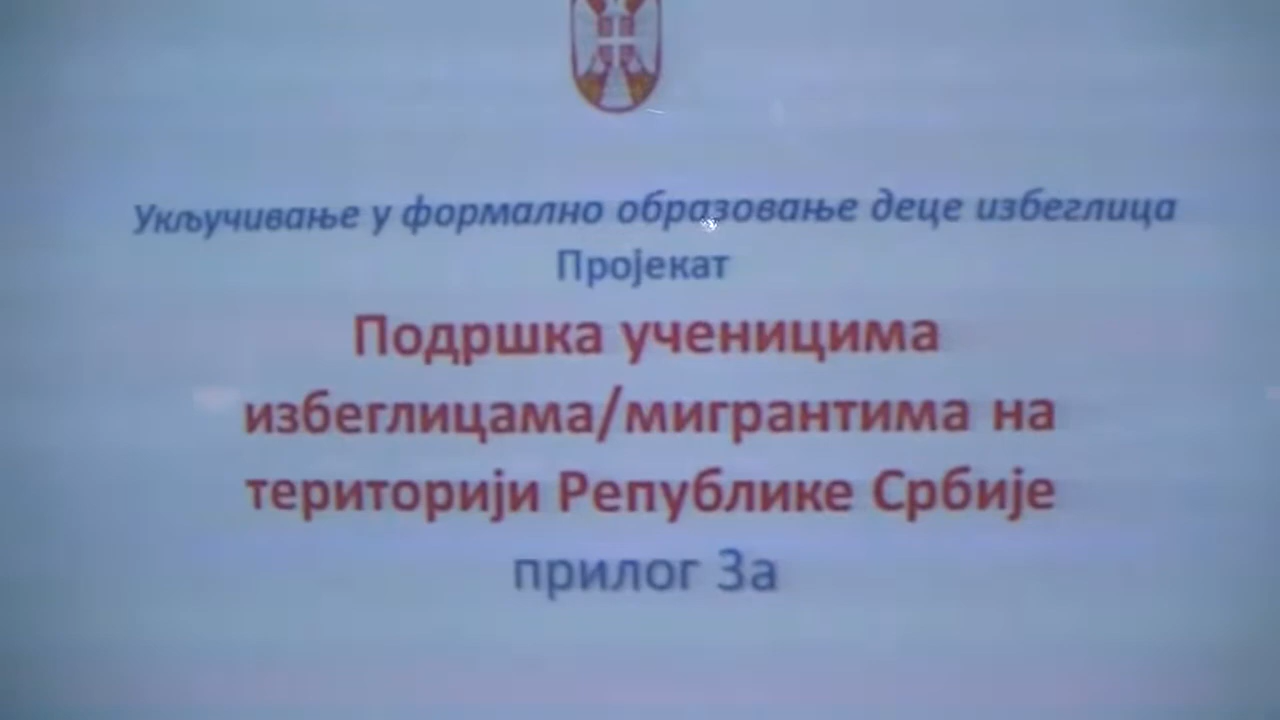 Укључивање у формално образовање деце избеглица
Пројекат
Подршка ученицима
избеглицама/мигрантима на
територији Републике Србије
прилог 3а